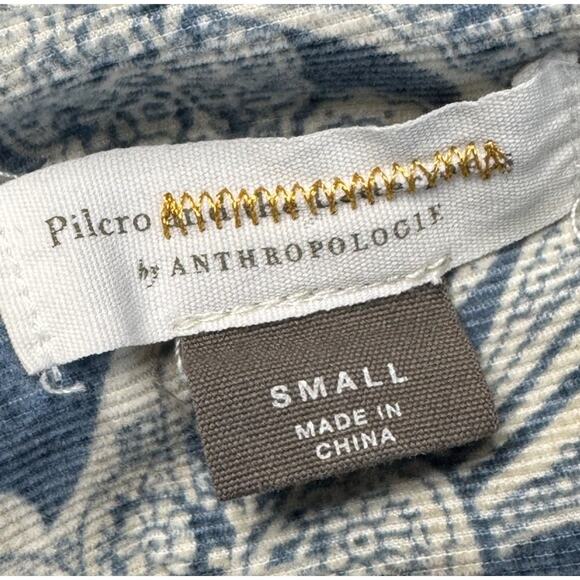 Pilcro
by ANTHROPOLOGIE
SMALL
MADE IN
CHINA